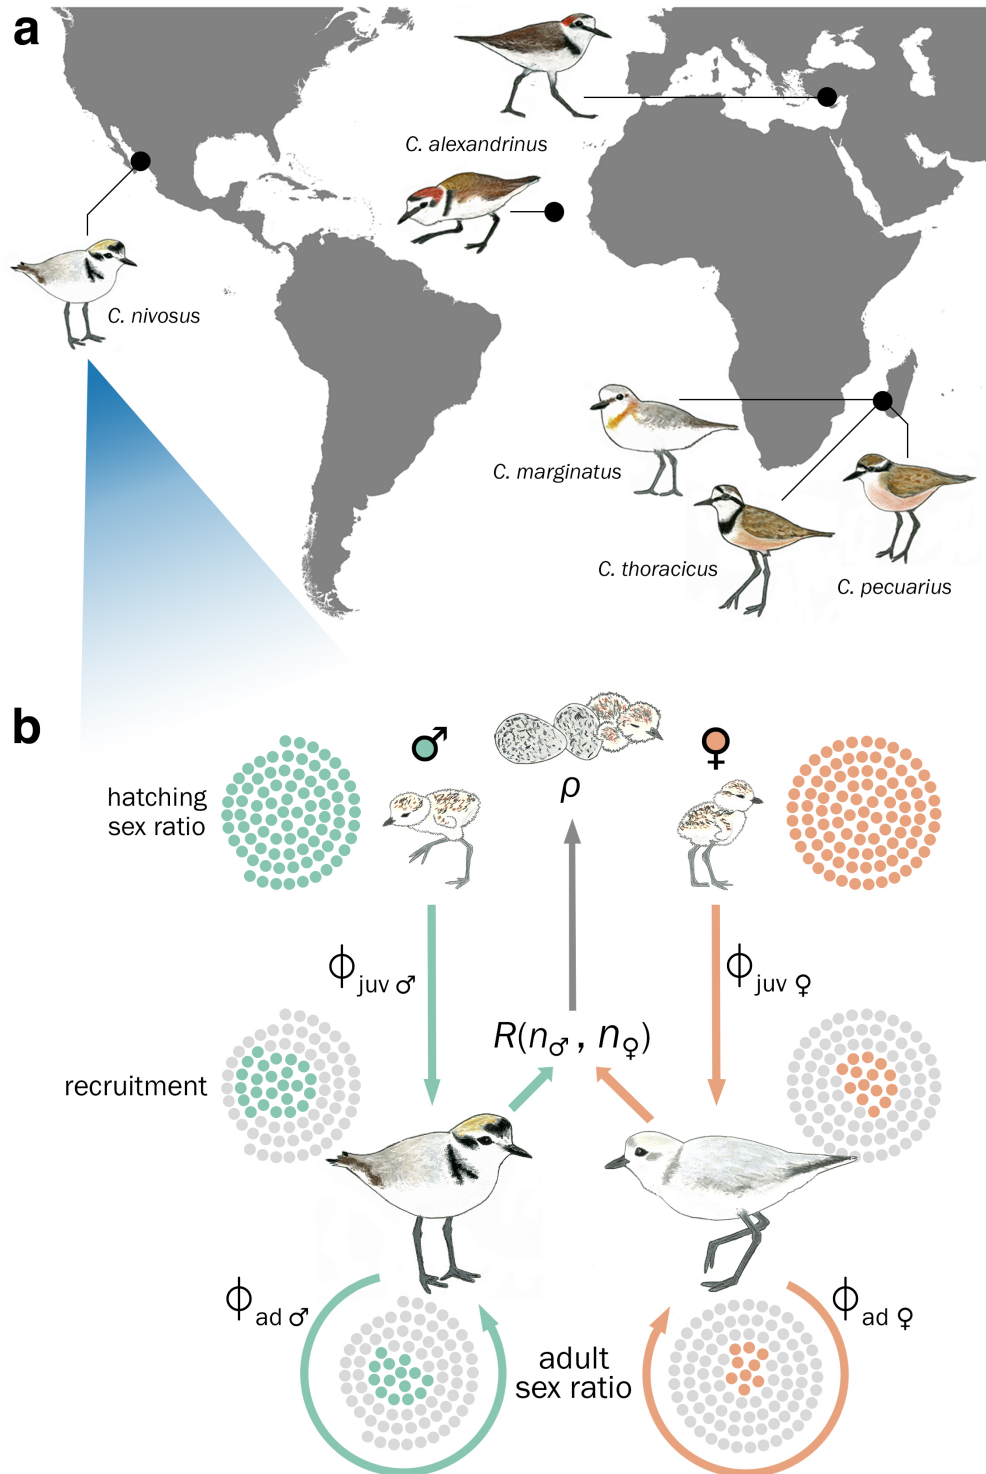 a
C. alexandrinus
C. nivosus
C. marginatus
C. thoracicus
C. pecuarius
b
♂
♀
ρ
hatching
sex ratio
ϕjuv ♂
ϕjuv ♀
R(n♂, n♀)
recruitment
ϕad ♂
ϕad ♀
adult
sex ratio